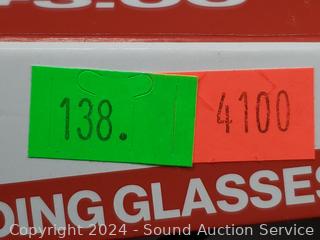 138.
4100
DING GLASSES
Copyright 2024 - Sound Auction Service